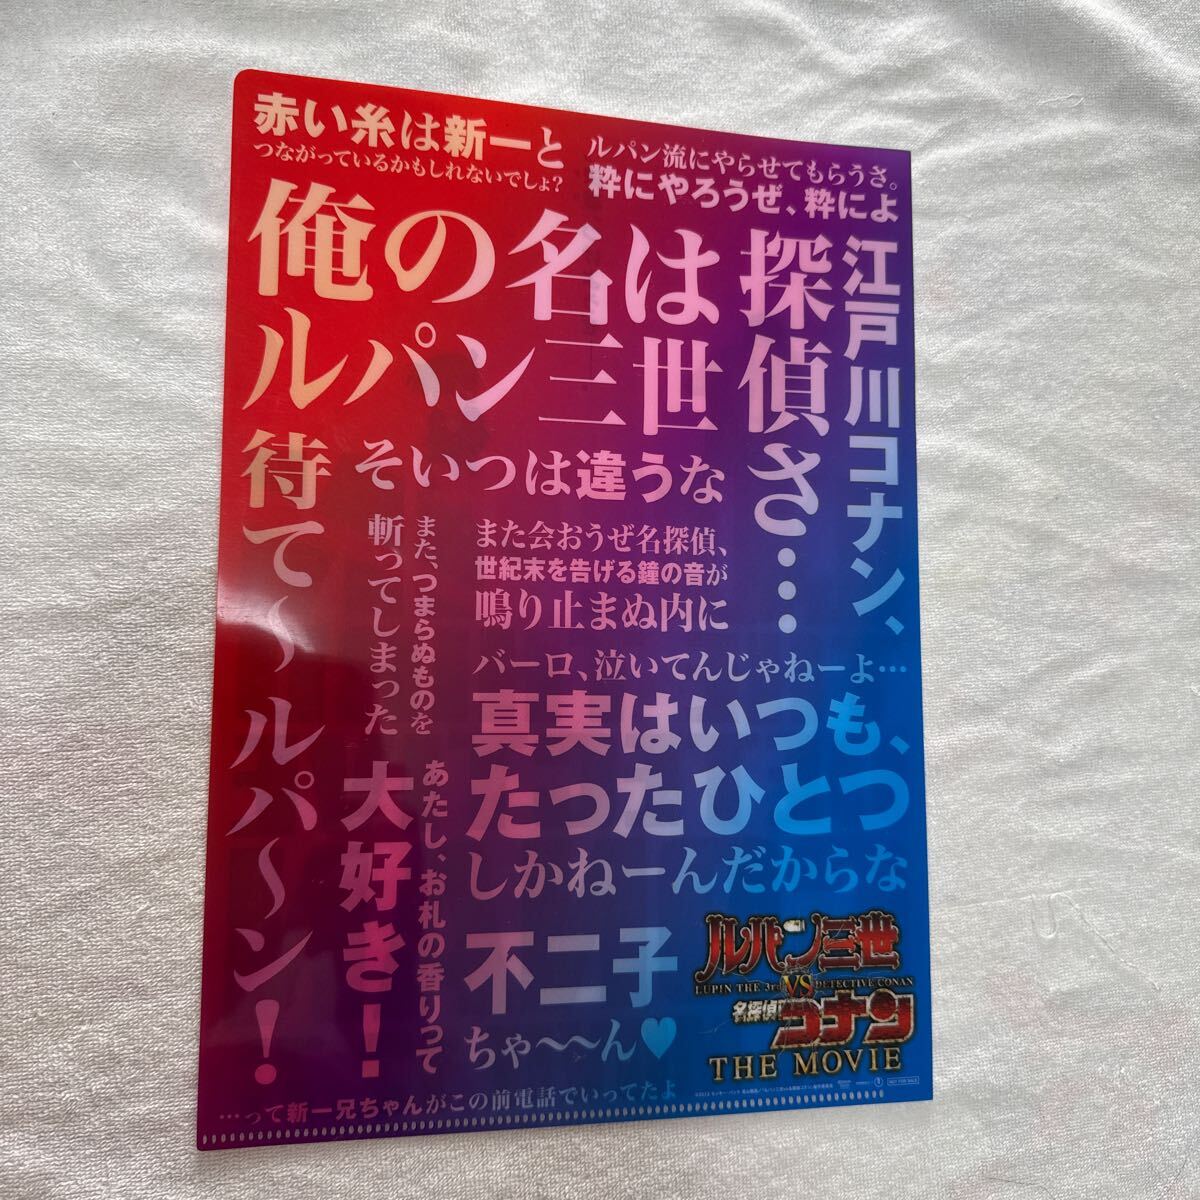 赤い糸は新一と
つながっているかもしれないでしょ?
ルパン流にやらせてもらうさ。
粋にやろうぜ、粋によ
俺の名は
ルパン三世
江戸川コナン、
探偵さ…
待て〜ルパ〜ン!
そいつは違うな
また、つまらぬものを
斬ってしまった
また会おうぜ名探偵、
世紀末を告げる鐘の音が
鳴り止まぬ内に
バーロ、泣いてんじゃねーよ…
真実はいつも、
たったひとつ
しかねーんだからな
あたし、お札の香りって
大好き!
不二子
ちゃ〜〜ん♥
…って新一兄ちゃんがこの前電話でいってたよ
ルパン三世
LUPIN THE 3rd VS DETECTIVE CONAN
名探偵コナン
THE MOVIE
NOT FOR SALE